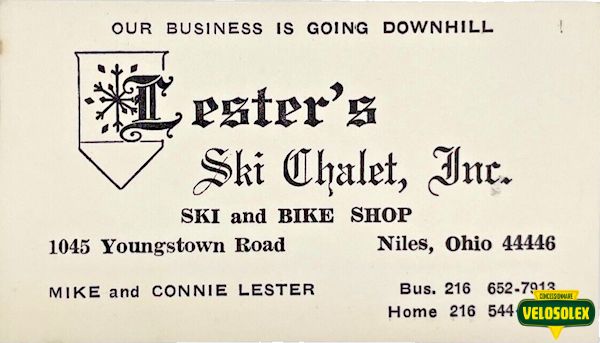 OUR BUSINESS IS GOING DOWNHILL
Lester's
Ski Chalet, Inc.
SKI and BIKE SHOP
1045 Youngstown Road Niles, Ohio 44446
MIKE and CONNIE LESTER Bus. 216 652-7913
Home 216 544-
CONCESSIONNAIRE
VELOSOLEX